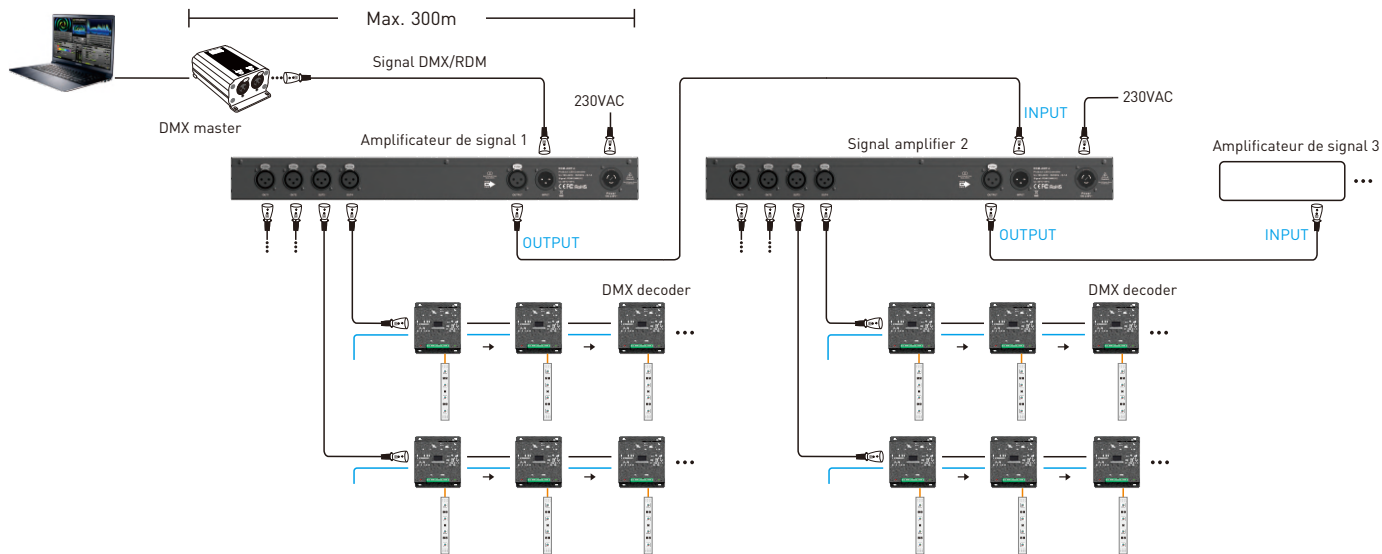 Max. 300m
Signal DMX/RDM
DMX master
230VAC
Amplificateur de signal 1
INPUT
230VAC
Signal amplifier 2
Amplificateur de signal 3
OUTPUT
OUTPUT
INPUT
DMX decoder
DMX decoder